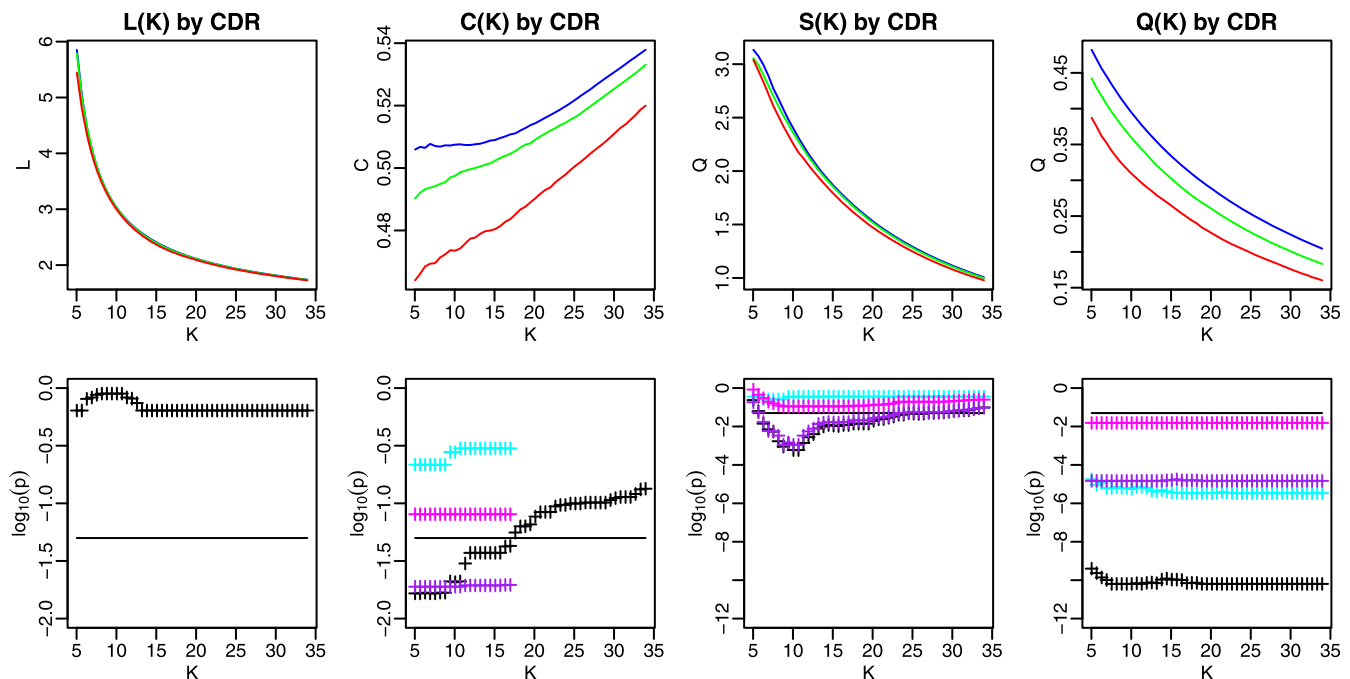 L(K) by CDR
C(K) by CDR
S(K) by CDR
Q(K) by CDR
L
6
5
4
3
2
5 10 15 20 25 30 35
K
C
0.54
0.52
0.50
0.48
5 10 15 20 25 30 35
K
Q
3.0
2.0
1.5
1.0
5 10 15 20 25 30 35
K
Q
0.45
0.35
0.25
0.15
5 10 15 20 25 30 35
K
log10(p)
0.0
−0.5
−1.0
−1.5
−2.0
5 10 15 20 25 30 35
K
log10(p)
0.0
−0.5
−1.0
−1.5
−2.0
5 10 15 20 25 30 35
K
log10(p)
0
−2
−4
−6
−8
−12
5 10 15 20 25 30 35
K
log10(p)
0
−2
−4
−6
−8
−12
5 10 15 20 25 30 35
K